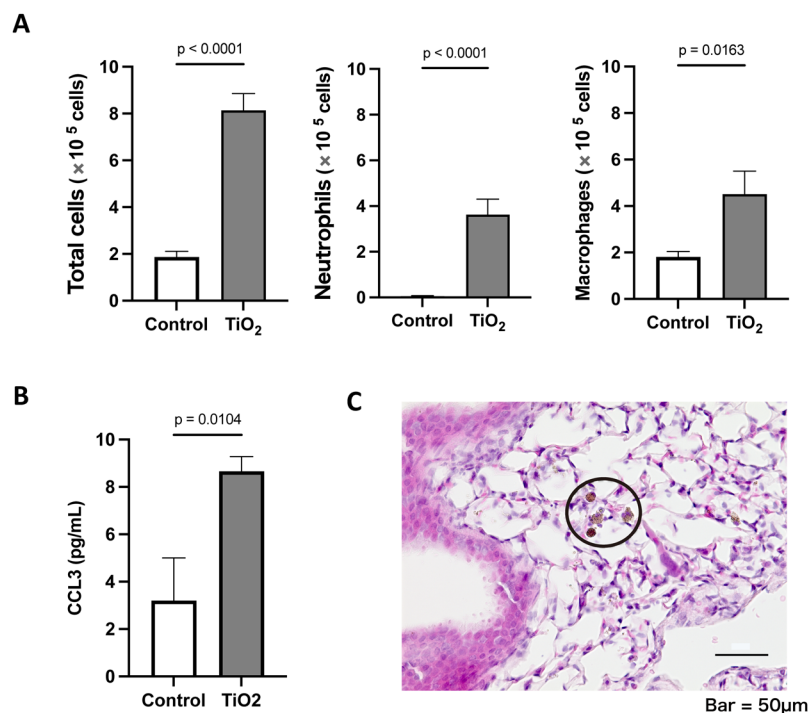 A
p < 0.0001
Total cells (× 10 5 cells)
10
8
6
4
2
0
Control TiO2
p < 0.0001
Neutrophils (× 10 5 cells)
10
8
6
4
2
0
Control TiO2
p = 0.0163
Macrophages (× 10 5 cells)
10
8
6
4
2
0
Control TiO2
B
p = 0.0104
CCL3 (pg/mL)
10
8
6
4
2
0
Control TiO2
C
Bar = 50μm